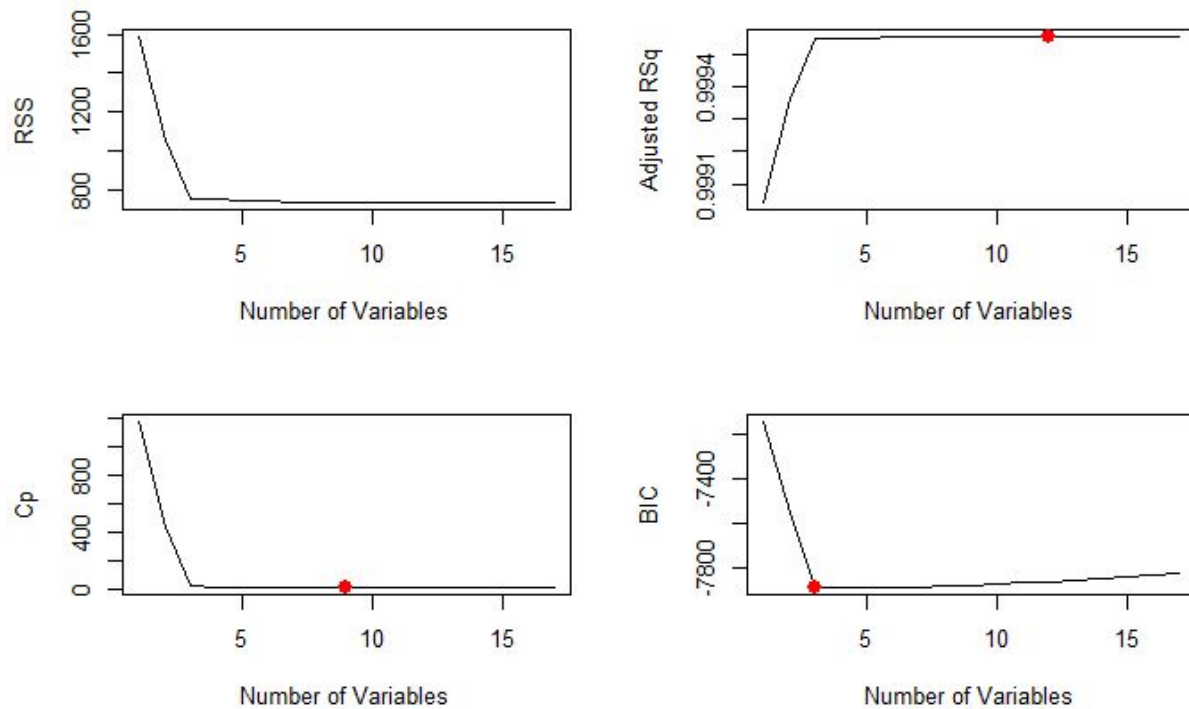 RSS
800
1200
1600
5
10
15
Number of Variables
Adjusted RSq
0.9991
0.9994
5
10
15
Number of Variables
Cp
0
400
800
5
10
15
Number of Variables
BIC
-7800
-7400
5
10
15
Number of Variables